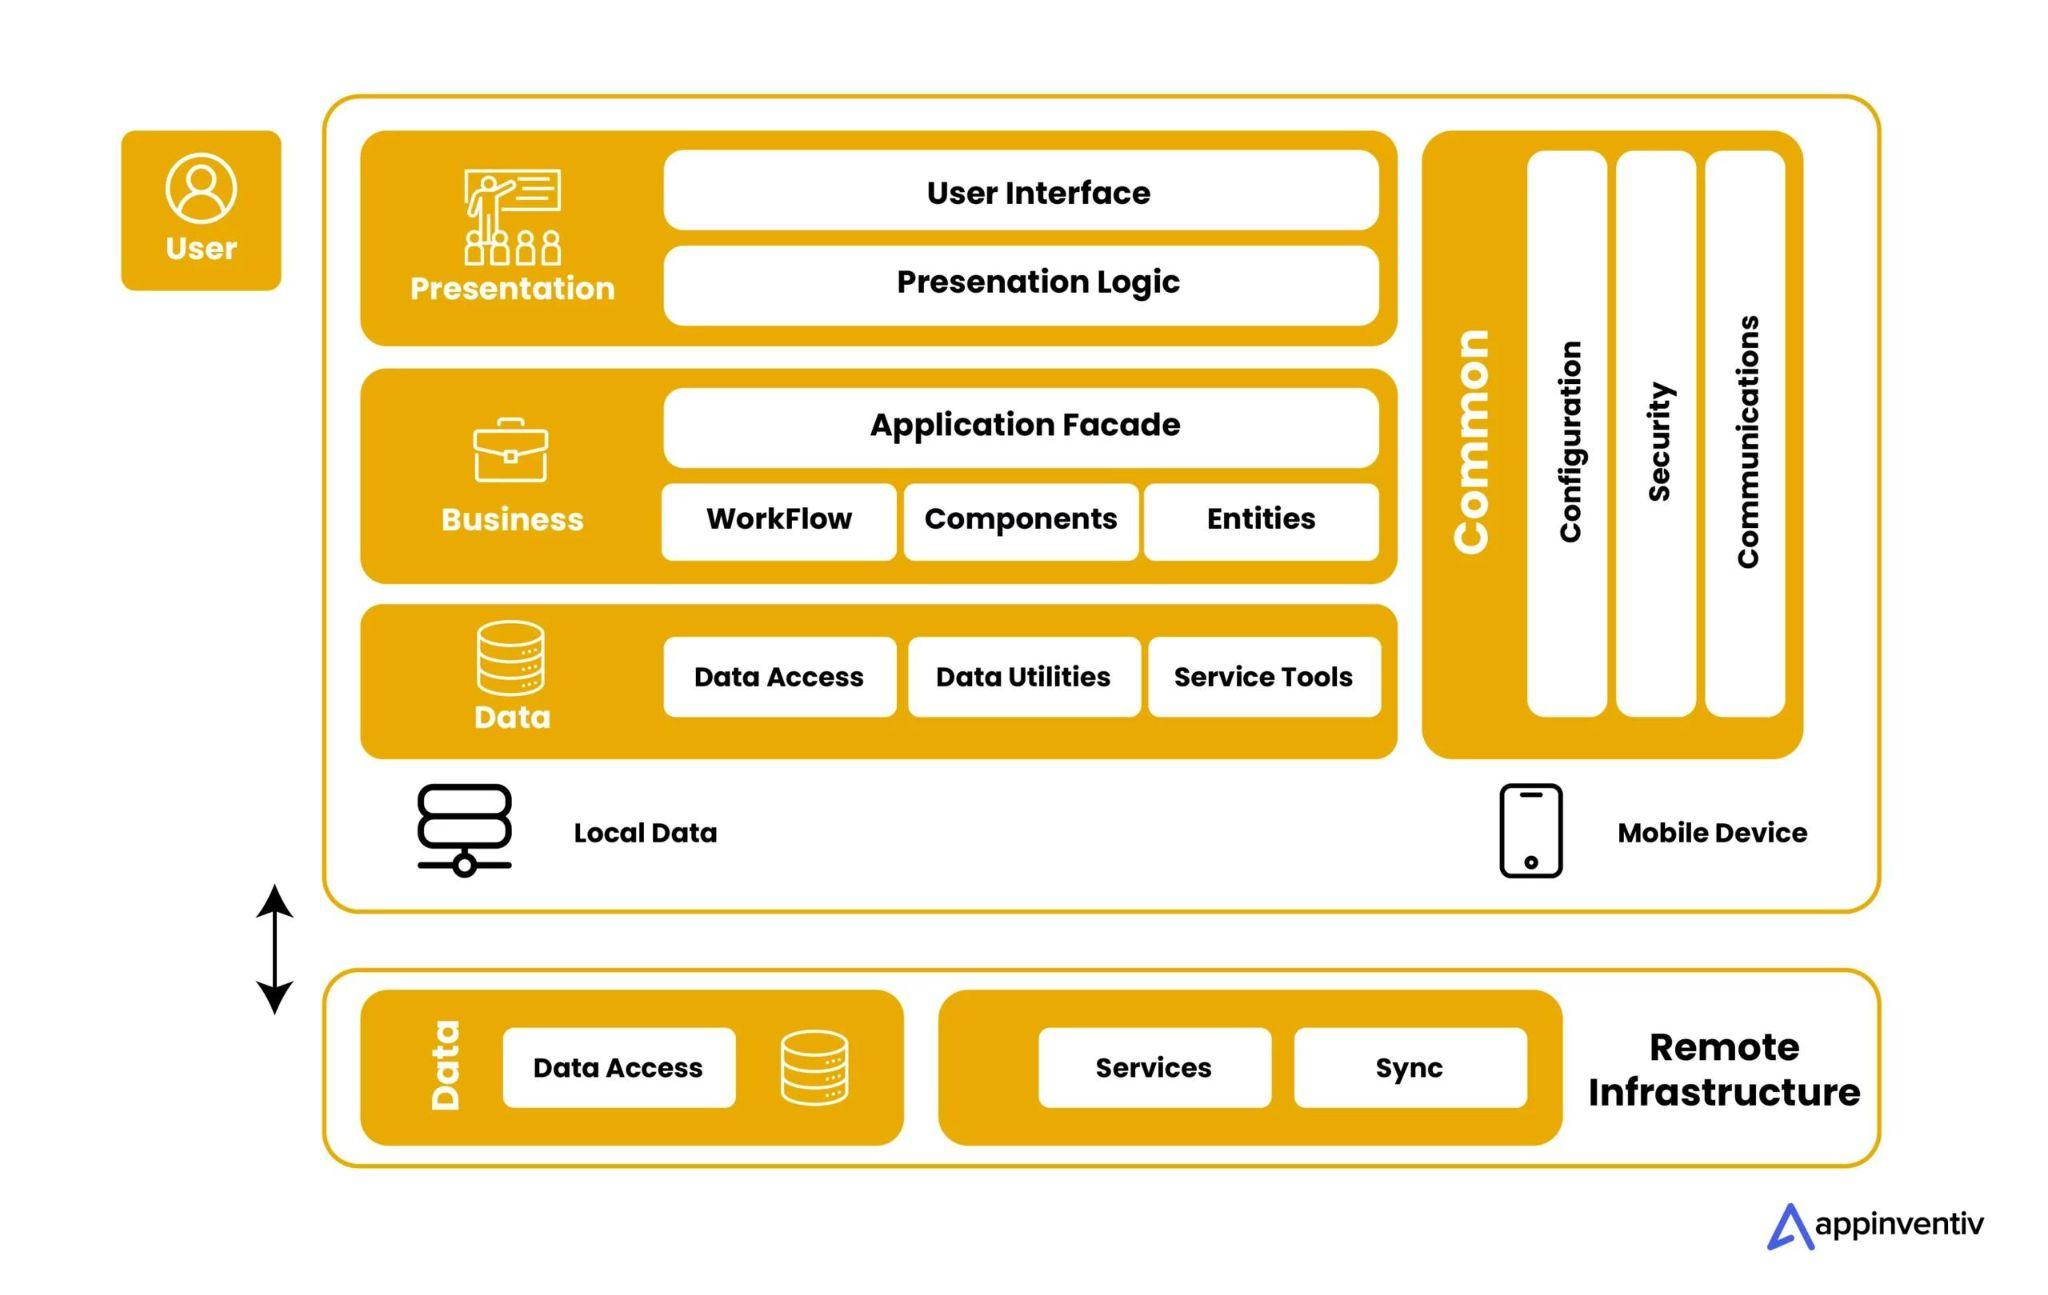 User
Presentation
User Interface
Presenation Logic
Business
Application Facade
WorkFlow
Components
Entities
Data
Data Access
Data Utilities
Service Tools
Common
Configuration
Security
Communications
Local Data
Mobile Device
Data
Data Access
Services
Sync
Remote
Infrastructure
appinventiv